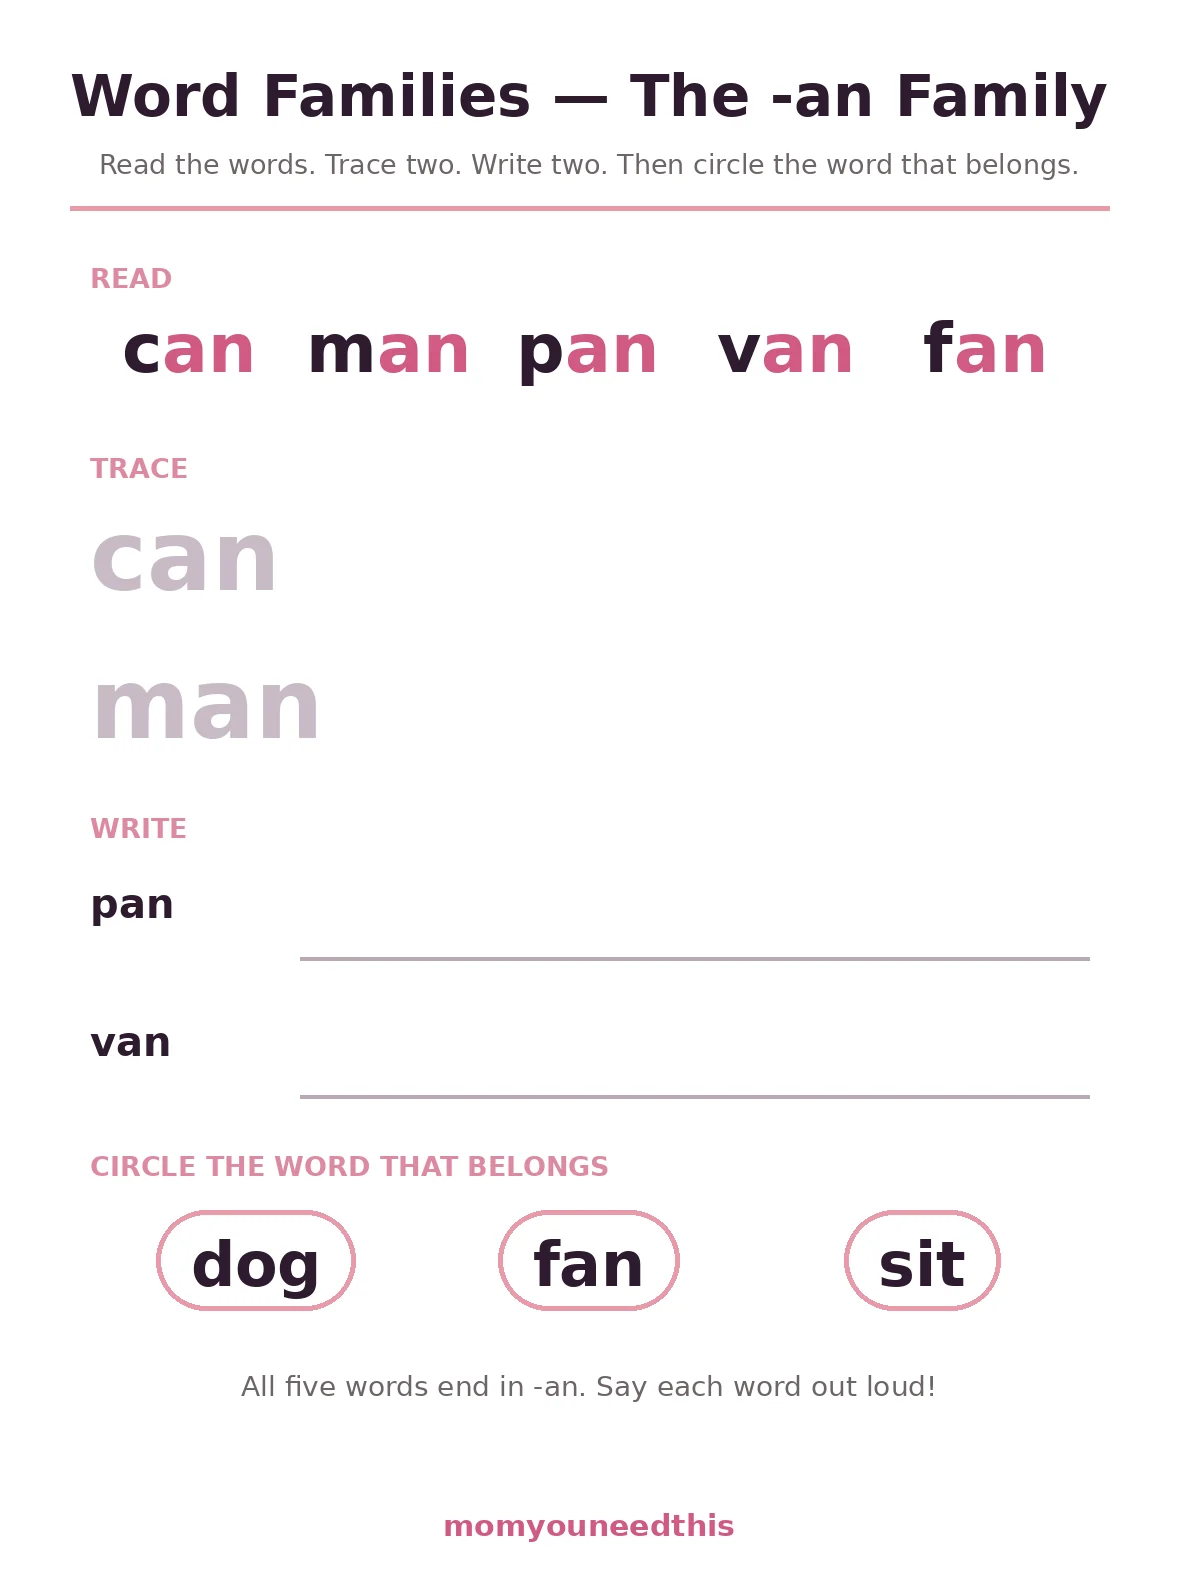 Word Families — The -an Family
Read the words. Trace two. Write two. Then circle the word that belongs.
READ
can man pan van fan
TRACE
can
man
WRITE
pan
van
CIRCLE THE WORD THAT BELONGS
dog fan sit
All five words end in -an. Say each word out loud!
momyouneedthis